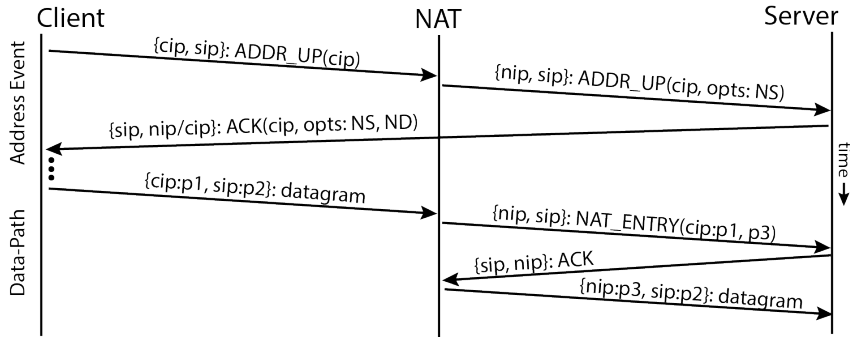 Client
NAT
Server
Address Event
{cip, sip}: ADDR_UP(cip)
{nip, sip}: ADDR_UP(cip, opts: NS)
{sip, nip/cip}: ACK(cip, opts: NS, ND)
time
Data-Path
{cip:p1, sip:p2}: datagram
{nip, sip}: NAT_ENTRY(cip:p1, p3)
{sip, nip}: ACK
{nip:p3, sip:p2}: datagram